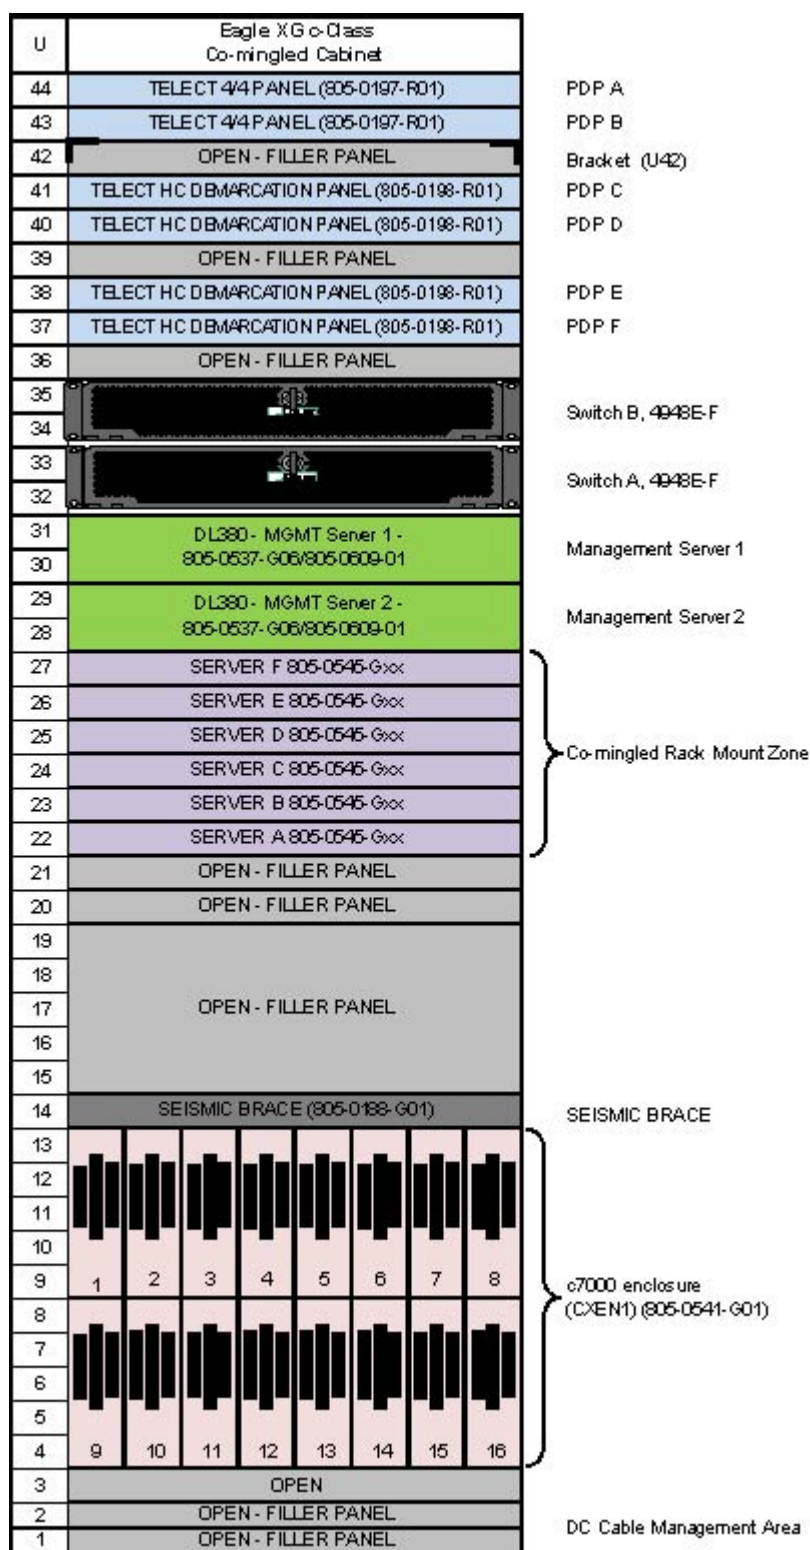 U Eagle XG c-Class
Co-mingled Cabinet
44 TELECT 4/4 PANEL (805-0197-R01) PDP A
43 TELECT 4/4 PANEL (805-0197-R01) PDP B
42 OPEN - FILLER PANEL Bracket (U42)
41 TELECT HC DEMARCATION PANEL (805-0198-R01) PDP C
40 TELECT HC DEMARCATION PANEL (805-0198-R01) PDP D
39 OPEN - FILLER PANEL
38 TELECT HC DEMARCATION PANEL (805-0198-R01) PDP E
37 TELECT HC DEMARCATION PANEL (805-0198-R01) PDP F
36 OPEN - FILLER PANEL
35
34 Switch B, 4948E-F
33
32 Switch A, 4948E-F
31 DL380 - MGMT Server 1 -
30 805-0537-G06/805-0609-01 Management Server 1
29 DL380 - MGMT Server 2 -
28 805-0537-G06/805-0609-01 Management Server 2
27 SERVER F 805-0545-Gxx
26 SERVER E 805-0545-Gxx
25 SERVER D 805-0545-Gxx
Co-mingled Rack Mount Zone
24 SERVER C 805-0545-Gxx
23 SERVER B 805-0545-Gxx
22 SERVER A 805-0545-Gxx
21 OPEN - FILLER PANEL
20 OPEN - FILLER PANEL
19
18
17 OPEN - FILLER PANEL
16
15
14 SEISMIC BRACE (805-0188-G01) SEISMIC BRACE
13
12
11
10
9 1 2 3 4 5 6 7 8 c7000 enclosure
8 (CXEN1) (805-0541-G01)
7
6
5
4 9 10 11 12 13 14 15 16
3 OPEN
2 OPEN - FILLER PANEL
DC Cable Management Area
1 OPEN - FILLER PANEL